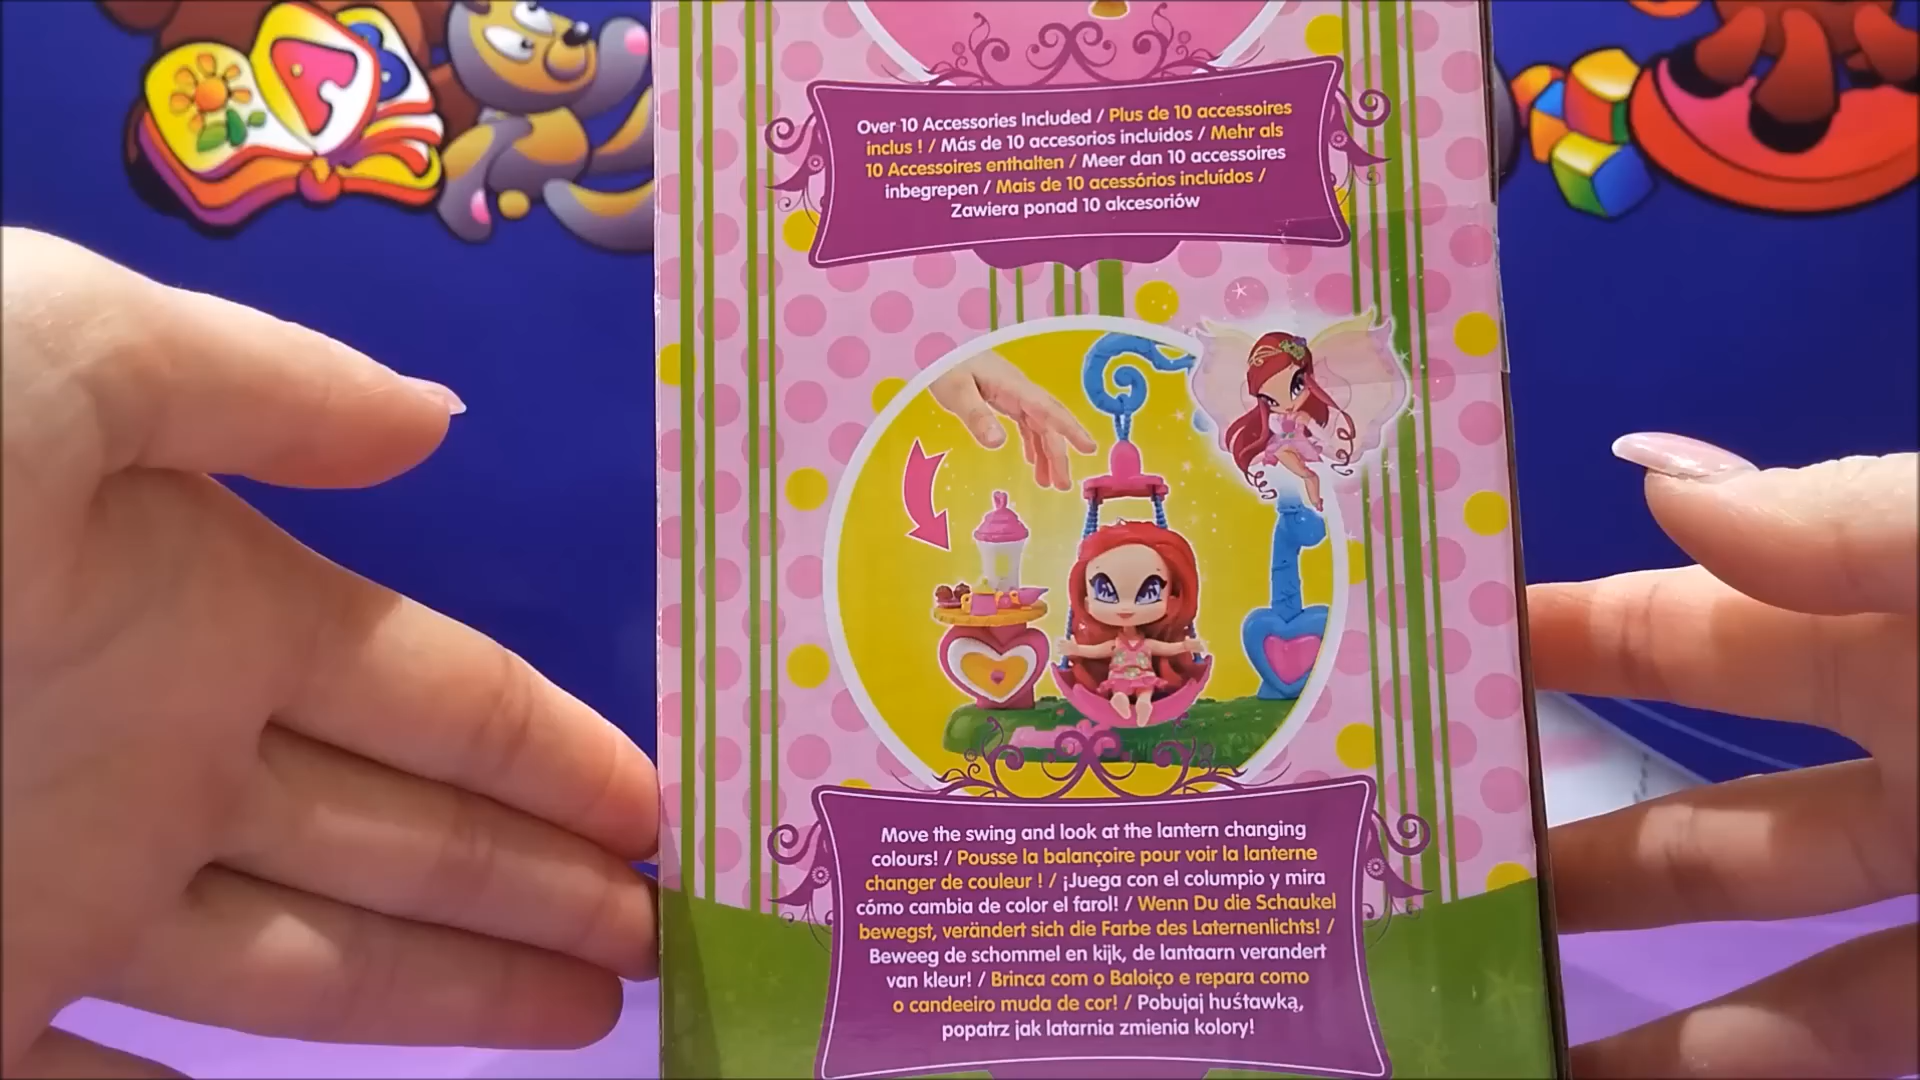 Over 10 Accessories Included / Plus de 10 accessoires
inclus ! / Más de 10 accesorios incluidos / Mehr als
10 Accessoires enthalten / Meer dan 10 accessoires
inbegrepen / Mais de 10 acessórios incluídos /
Zawiera ponad 10 akcesoriów
Move the swing and look at the lantern changing
colours! / Pousse la balançoire pour voir la lanterne
changer de couleur ! / ¡Juega con el columpio y mira
cómo cambia de color el farol! / Wenn Du die Schaukel
bewegst, verändert sich die Farbe des Laternenlichts! /
Beweeg de schommel en kijk, de lantaarn verandert
van kleur! / Brinca com o Baloiço e repara como
o candeeiro muda de cor! / Pobujaj huśtawką,
popatrz jak latarnia zmienia kolory!